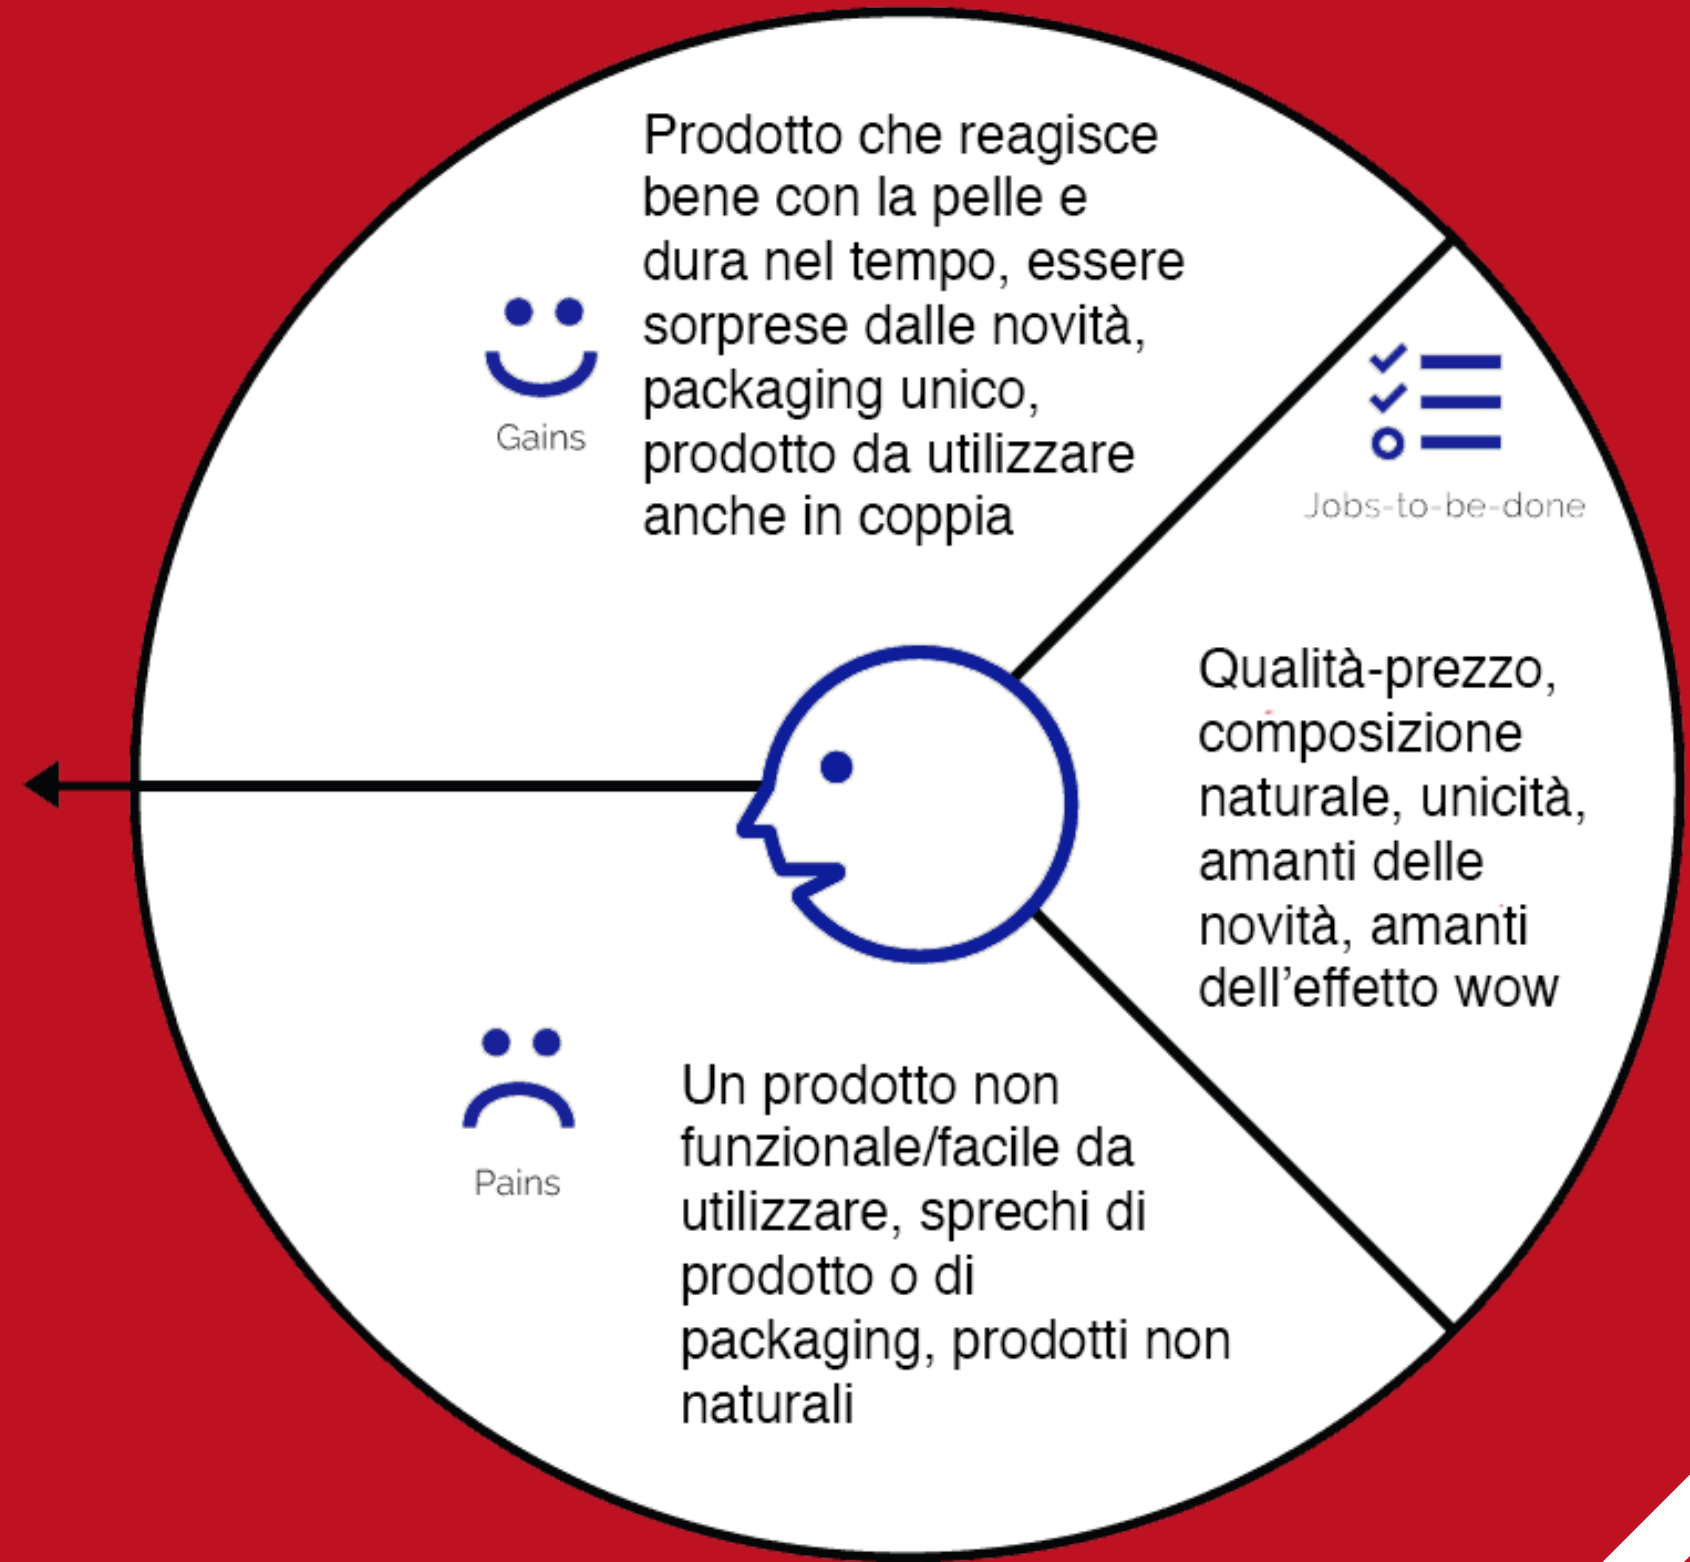 Prodotto che reagisce
bene con la pelle e
dura nel tempo, essere
sorprese dalle novità,
packaging unico,
prodotto da utilizzare
anche in coppia
Gains
Jobs-to-be-done
Qualità-prezzo,
composizione
naturale, unicità,
amanti delle
novità, amanti
dell’effetto wow
Pains
Un prodotto non
funzionale/facile da
utilizzare, sprechi di
prodotto o di
packaging, prodotti non
naturali